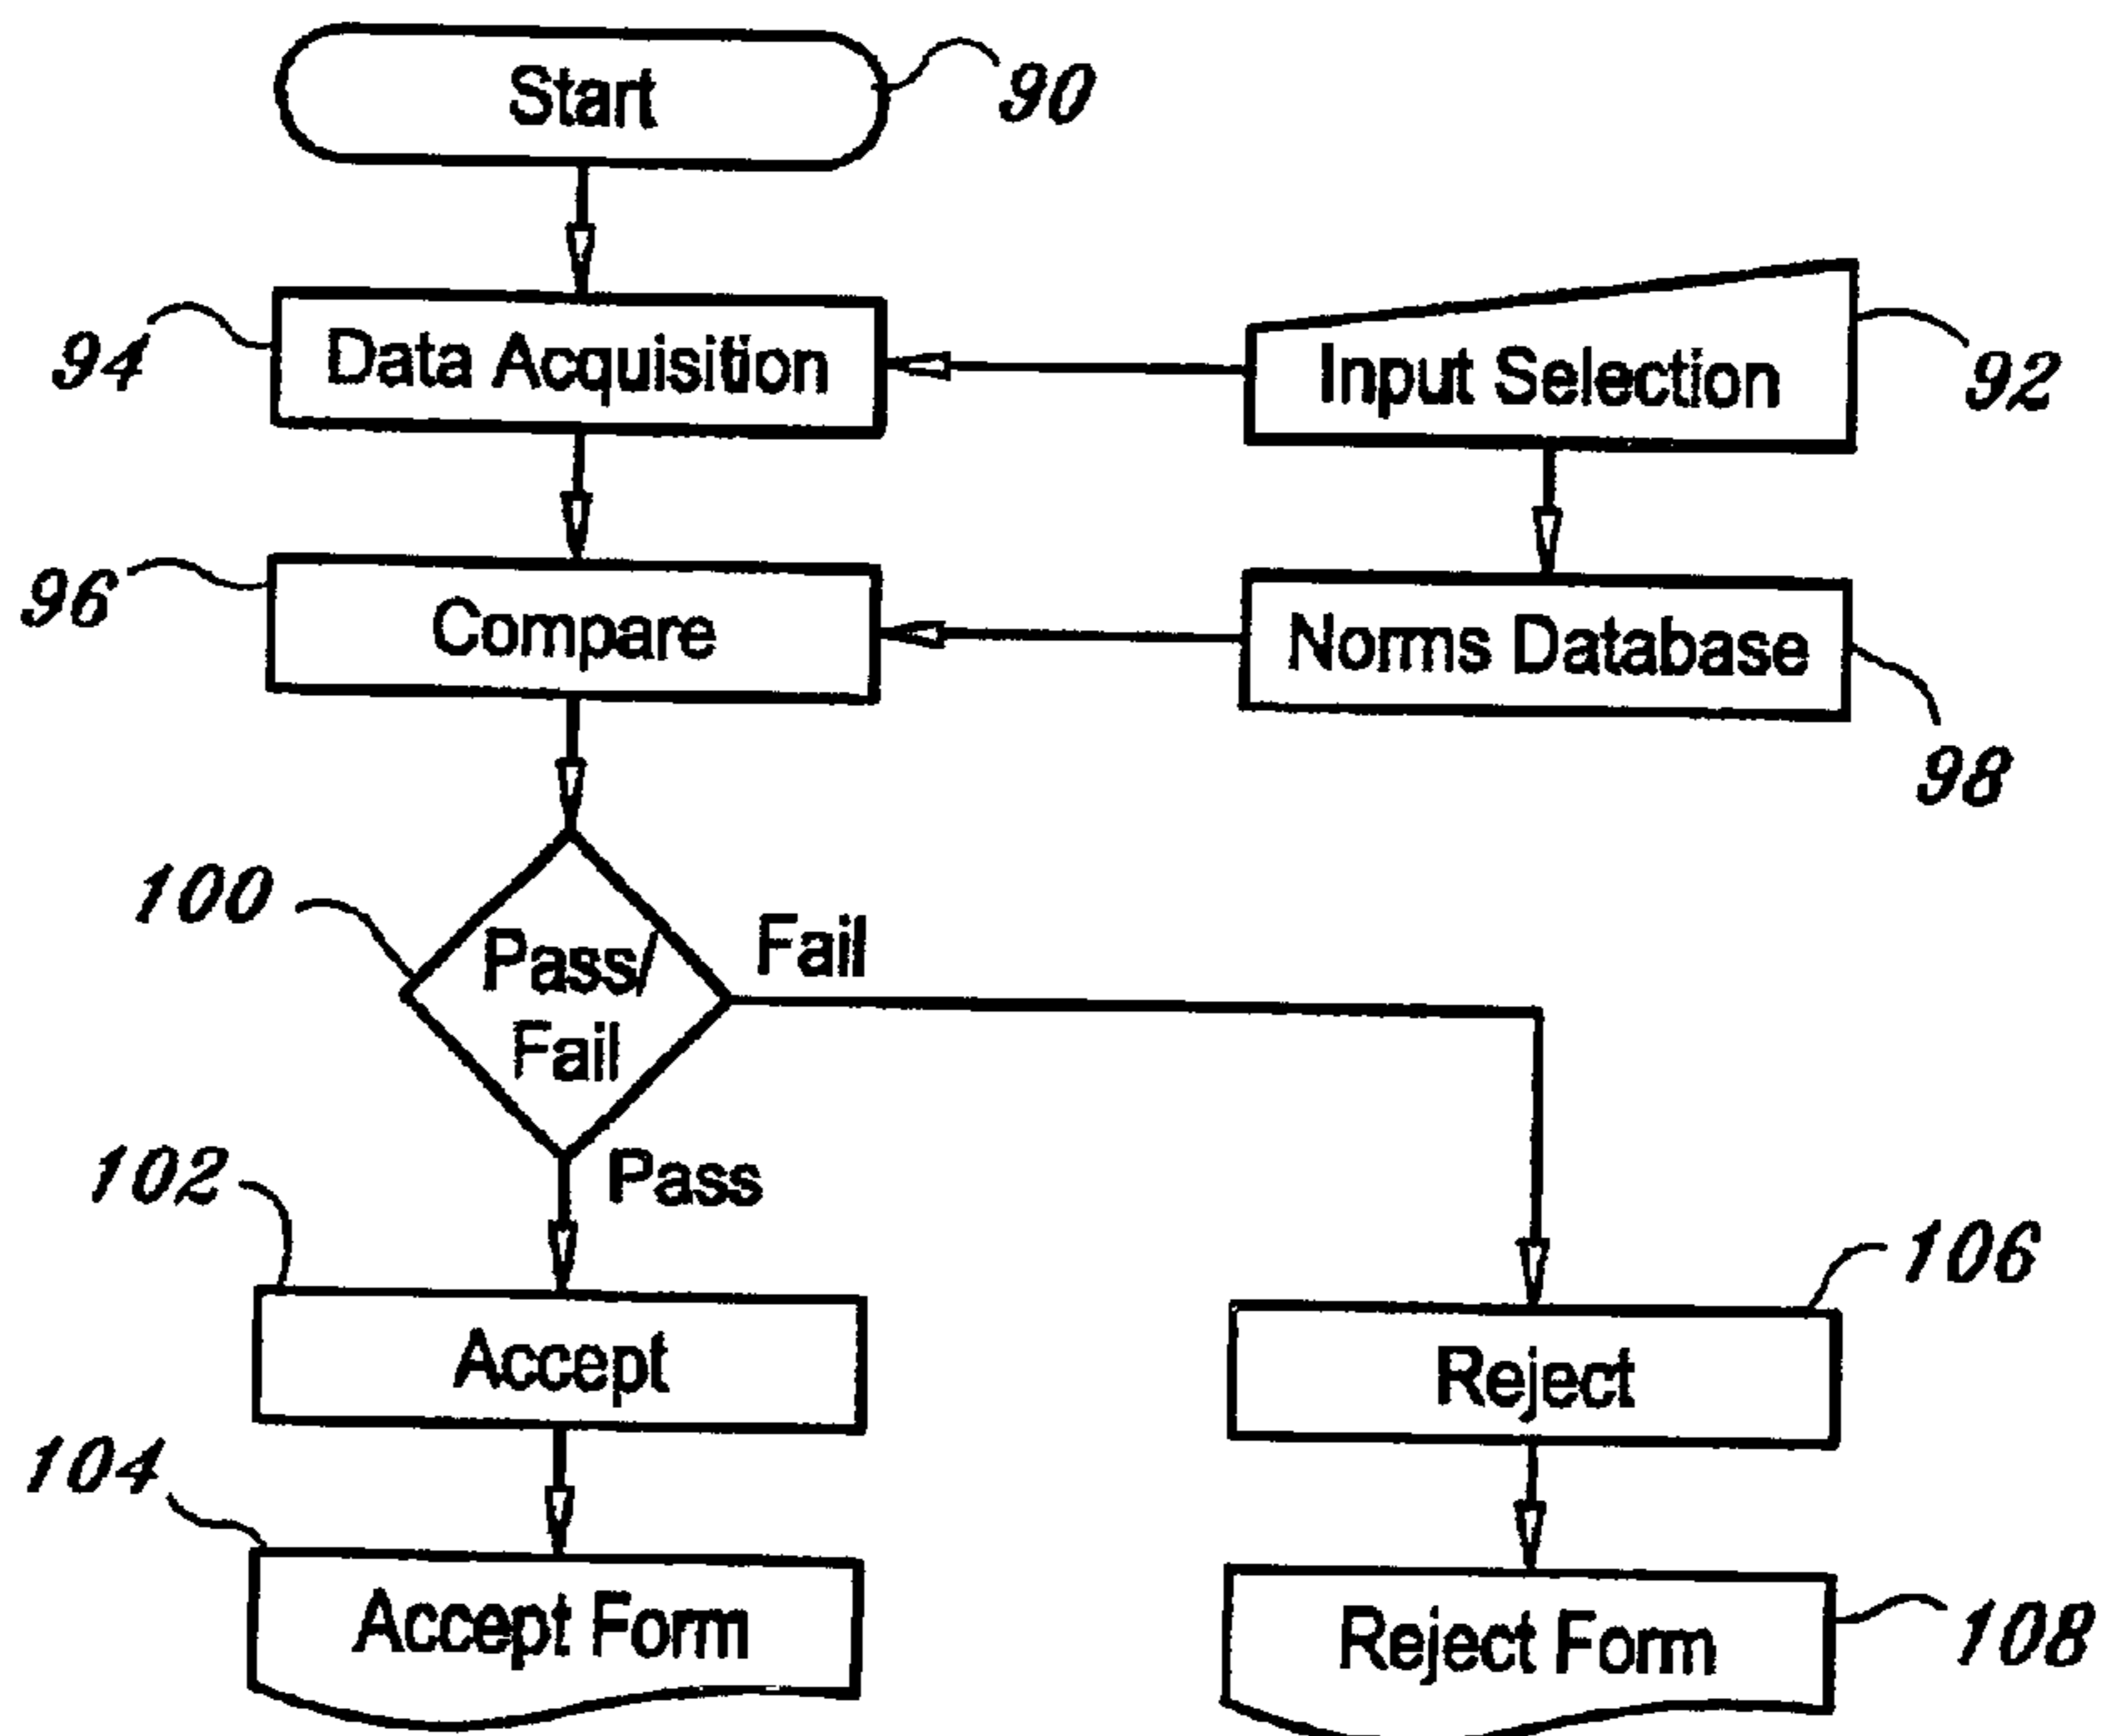 Start
90
94
Data Acquisition
Input Selection
92
96
Compare
Norms Database
98
100
Pass/
Fail
Fail
Pass
102
106
Accept
Reject
104
Accept Form
Reject Form
108